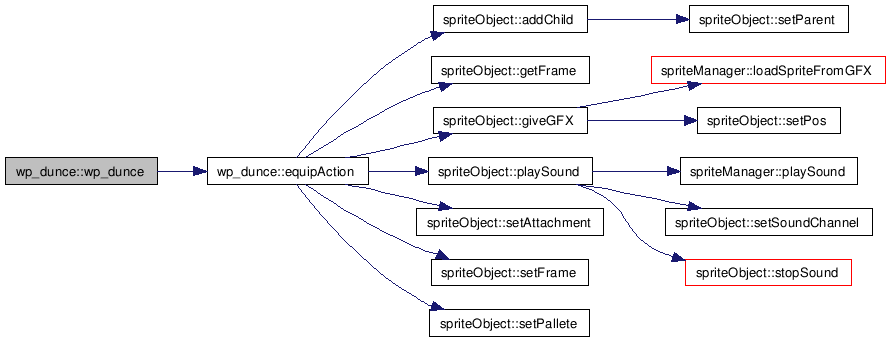 spriteObject::addChild
spriteObject::setParent
spriteObject::getFrame
spriteManager::loadSpriteFromGFX
spriteObject::giveGFX
spriteObject::setPos
wp_dunce::wp_dunce
wp_dunce::equipAction
spriteObject::playSound
spriteManager::playSound
spriteObject::setAttachment
spriteObject::setSoundChannel
spriteObject::setFrame
spriteObject::stopSound
spriteObject::setPallete